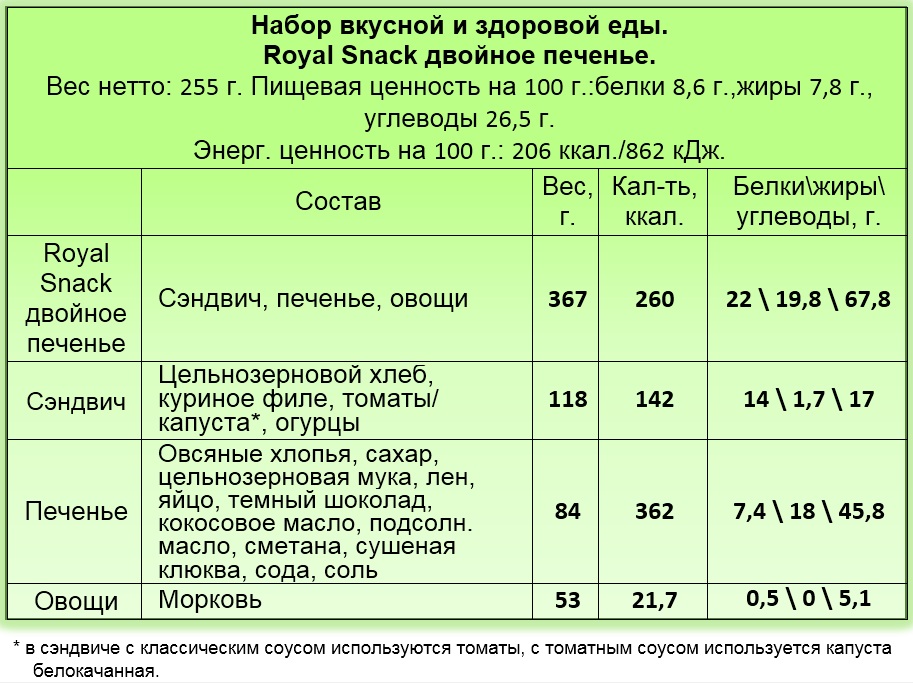 Набор вкусной и здоровой еды.
Royal Snack двойное печенье.
Вес нетто: 255 г. Пищевая ценность на 100 г.:белки 8,6 г.,жиры 7,8 г.,
углеводы 26,5 г.
Энерг. ценность на 100 г.: 206 ккал./862 кДж.
Состав
Вес,
г.
Кал-ть,
ккал.
Белки\жиры\
углеводы, г.
Royal
Snack
двойное
печенье
Сэндвич, печенье, овощи
367
260
22 \ 19,8 \ 67,8
Сэндвич
Цельнозерновой хлеб,
куриное филе, томаты/
капуста*, огурцы
118
142
14 \ 1,7 \ 17
Печенье
Овсяные хлопья, сахар,
цельнозерновая мука, лен,
яйцо, темный шоколад,
кокосовое масло, подсолн.
масло, сметана, сушеная
клюква, сода, соль
84
362
7,4 \ 18 \ 45,8
Овощи
Морковь
53
21,7
0,5 \ 0 \ 5,1
* в сэндвиче с классическим соусом используются томаты, с томатным соусом используется капуста
белокачанная.